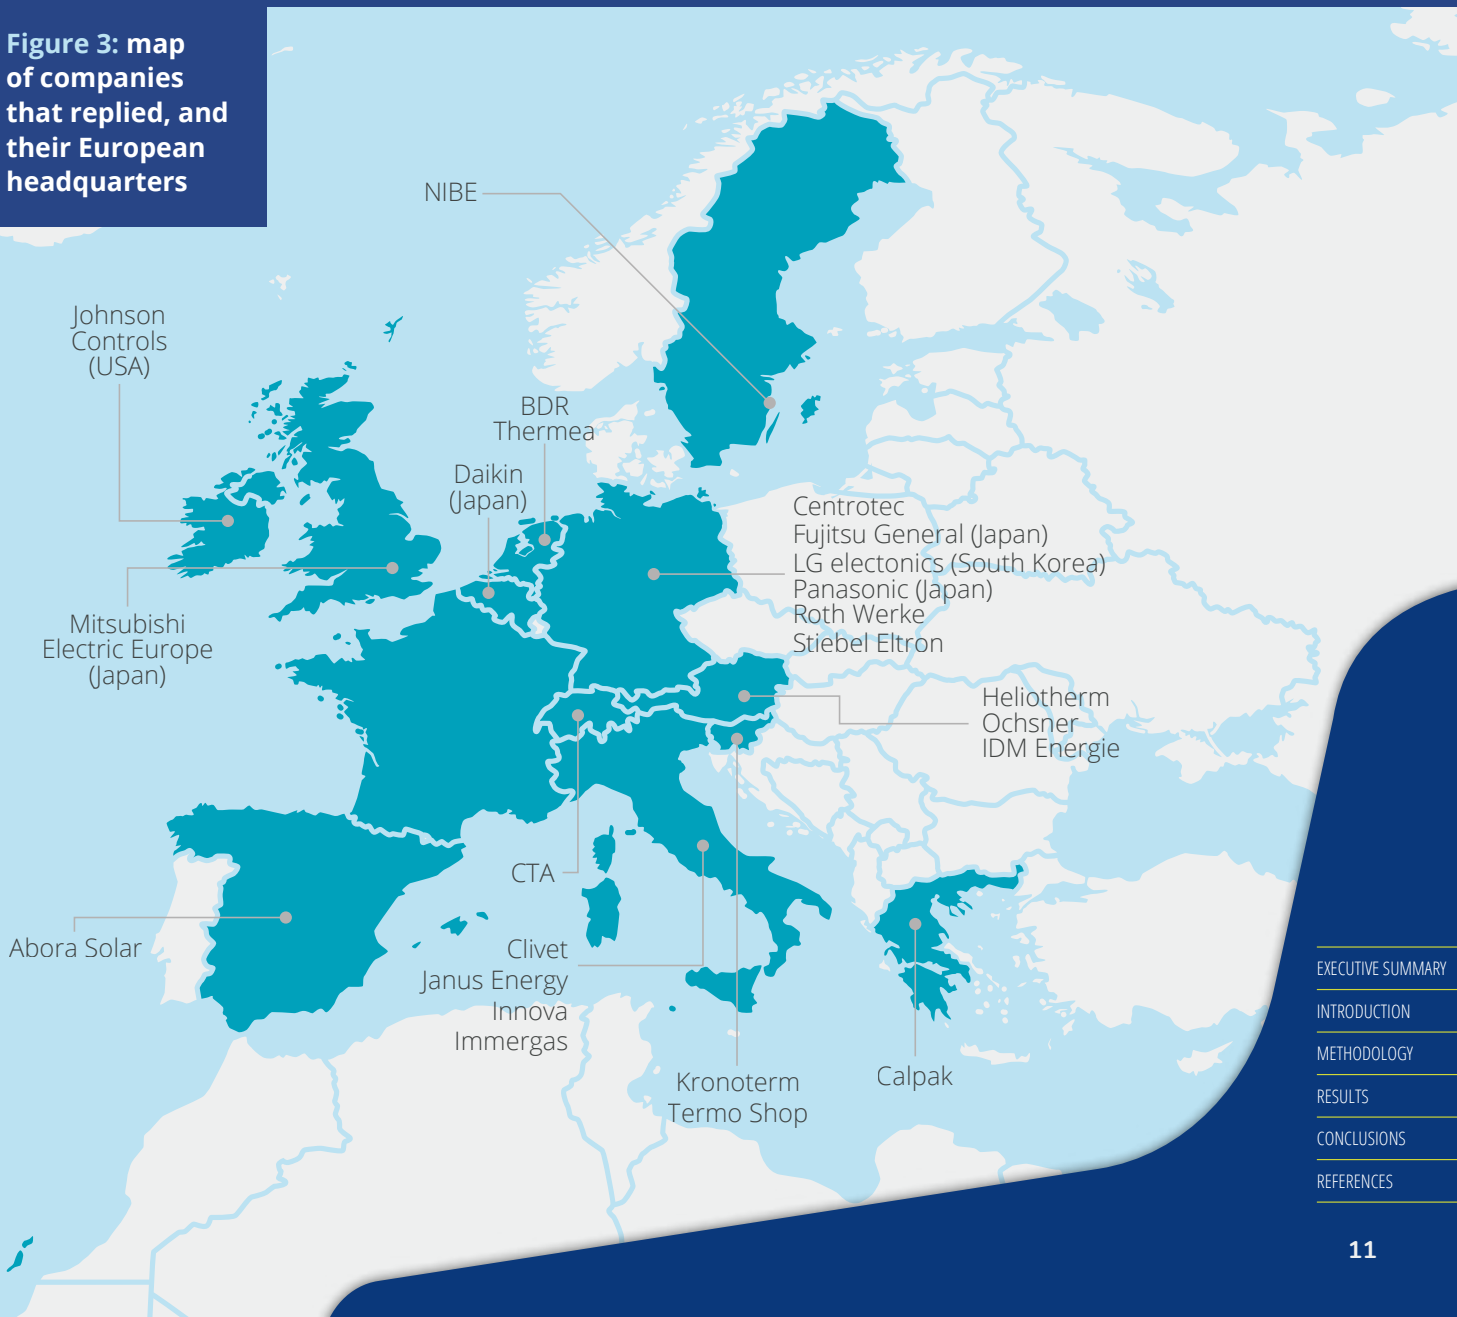 Figure 3: map
of companies
that replied, and
their European
headquarters
NIBE
Johnson
Controls
(USA)
BDR
Thermea
Daikin
(Japan)
Centrotec
Fujitsu General (Japan)
LG electonics (South Korea)
Panasonic (Japan)
Roth Werke
Stiebel Eltron
Mitsubishi
Electric Europe
(Japan)
Heliotherm
Ochsner
IDM Energie
CTA
Abora Solar
Clivet
Janus Energy
Innova
Immergas
Kronoterm
Termo Shop
Calpak
EXECUTIVE SUMMARY
INTRODUCTION
METHODOLOGY
RESULTS
CONCLUSIONS
REFERENCES
11